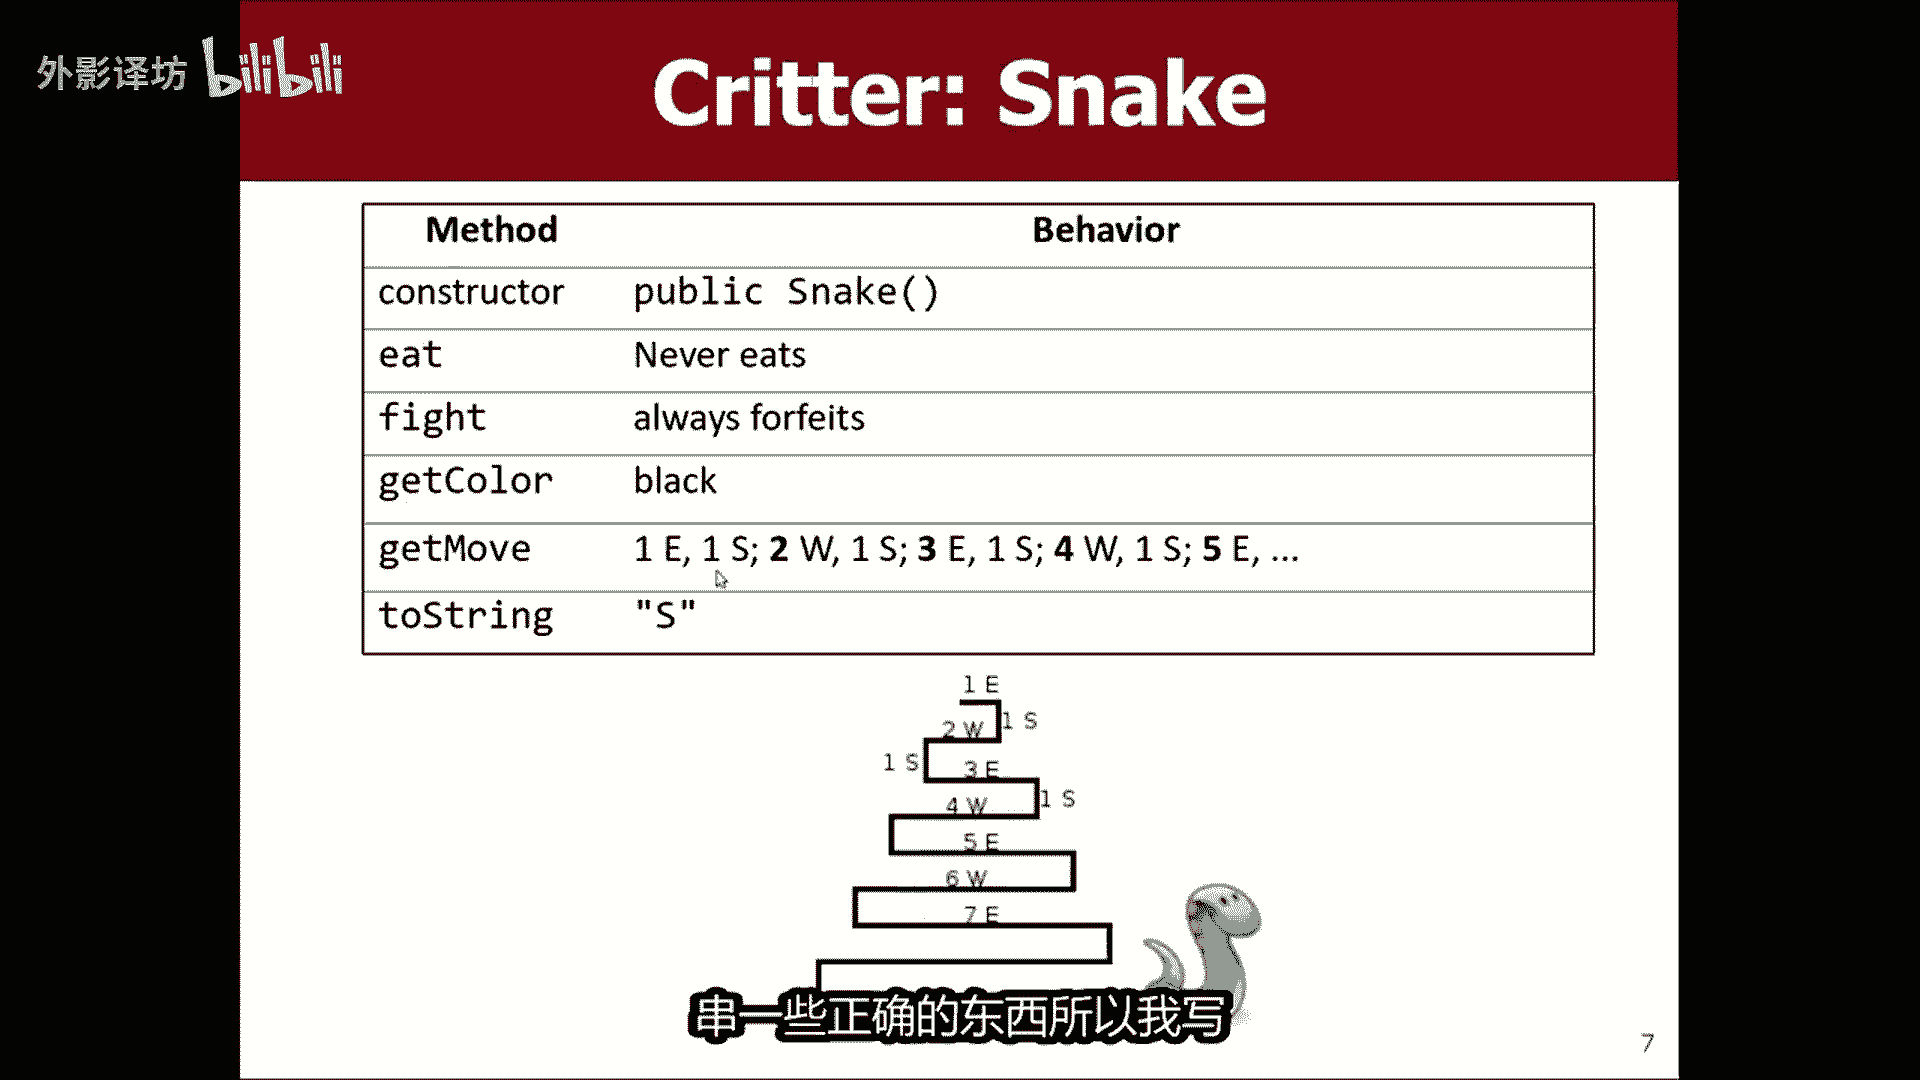 外影译坊 bilibili
Critter: Snake
Method Behavior
constructor public Snake()
eat Never eats
fight always forfeits
getColor black
getMove 1 E, 1 S; 2 W, 1 S; 3 E, 1 S; 4 W, 1 S; 5 E, ...
toString "S"
1 E
1 S
2 W
1 S
3 E
1 S
4 W
5 E
6 W
7 E
串一些正确的东西所以我写
7